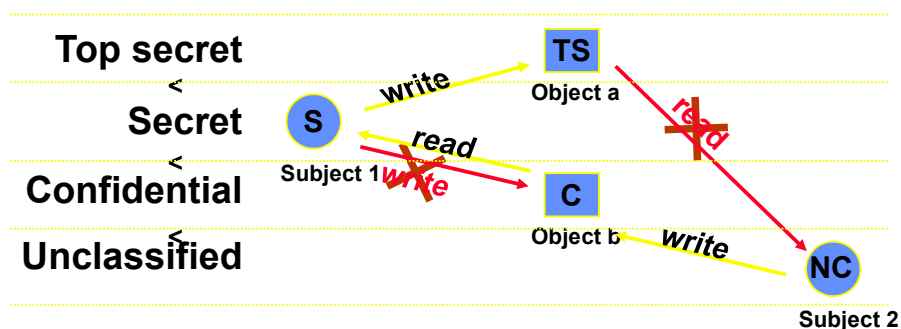 Top secret
TS
write
Object a
<
Secret
S
read
read
Subject 1
write
<
Confidential
C
Object b
write
<
Unclassified
NC
Subject 2